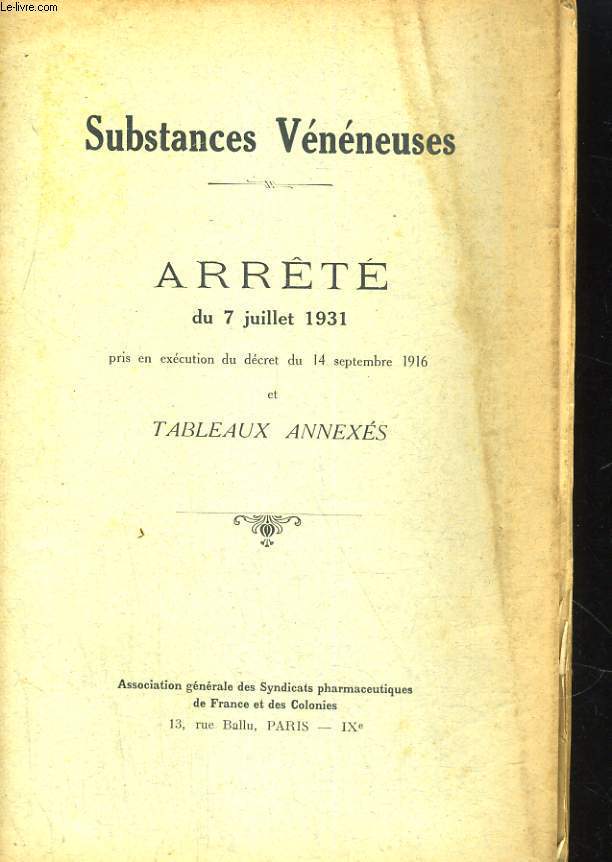 Le-livre.com
Substances Vénéneuses
ARRÊTÉ
du 7 juillet 1931
pris en exécution du décret du 14 septembre 1916
et
TABLEAUX ANNEXÉS
Association générale des Syndicats pharmaceutiques
de France et des Colonies
13, rue Ballu, PARIS — IXe